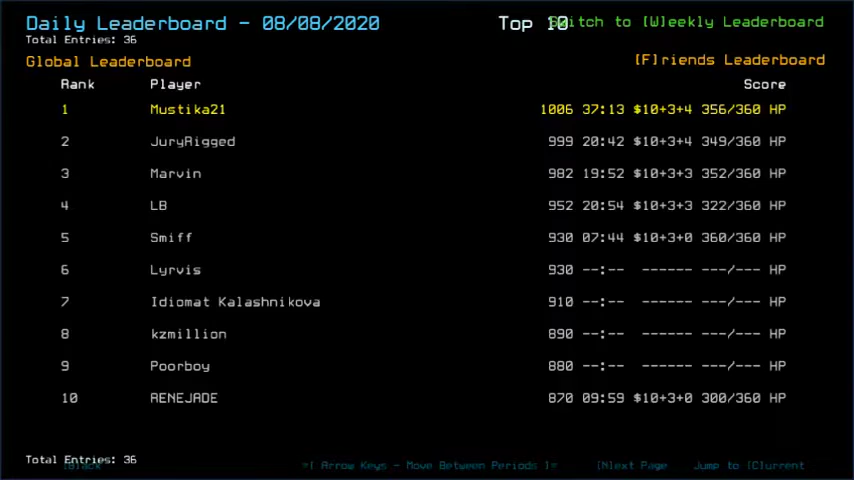 Daily Leaderboard - 08/08/2020 Top 10 Switch to [W]eekly Leaderboard
Total Entries: 36
Global Leaderboard [F]riends Leaderboard
Rank Player Score
1 Mustika21 1006 37:13 $10+3+4 356/360 HP
2 JuryRigged 999 20:42 $10+3+4 349/360 HP
3 Marvin 982 19:52 $10+3+3 352/360 HP
4 LB 952 20:54 $10+3+3 322/360 HP
5 Smiff 930 07:44 $10+3+0 360/360 HP
6 Lyrvis 930 --:-- ------ ---/--- HP
7 Idiomat Kalashnikova 910 --:-- ------ ---/--- HP
8 kzmillion 890 --:-- ------ ---/--- HP
9 Poorboy 880 --:-- ------ ---/--- HP
10 RENEJADE 870 09:59 $10+3+0 300/360 HP
Total Entries: 36
[B]ack =[ Arrow Keys - Move Between Periods ]= [N]ext Page Jump to [C]urrent